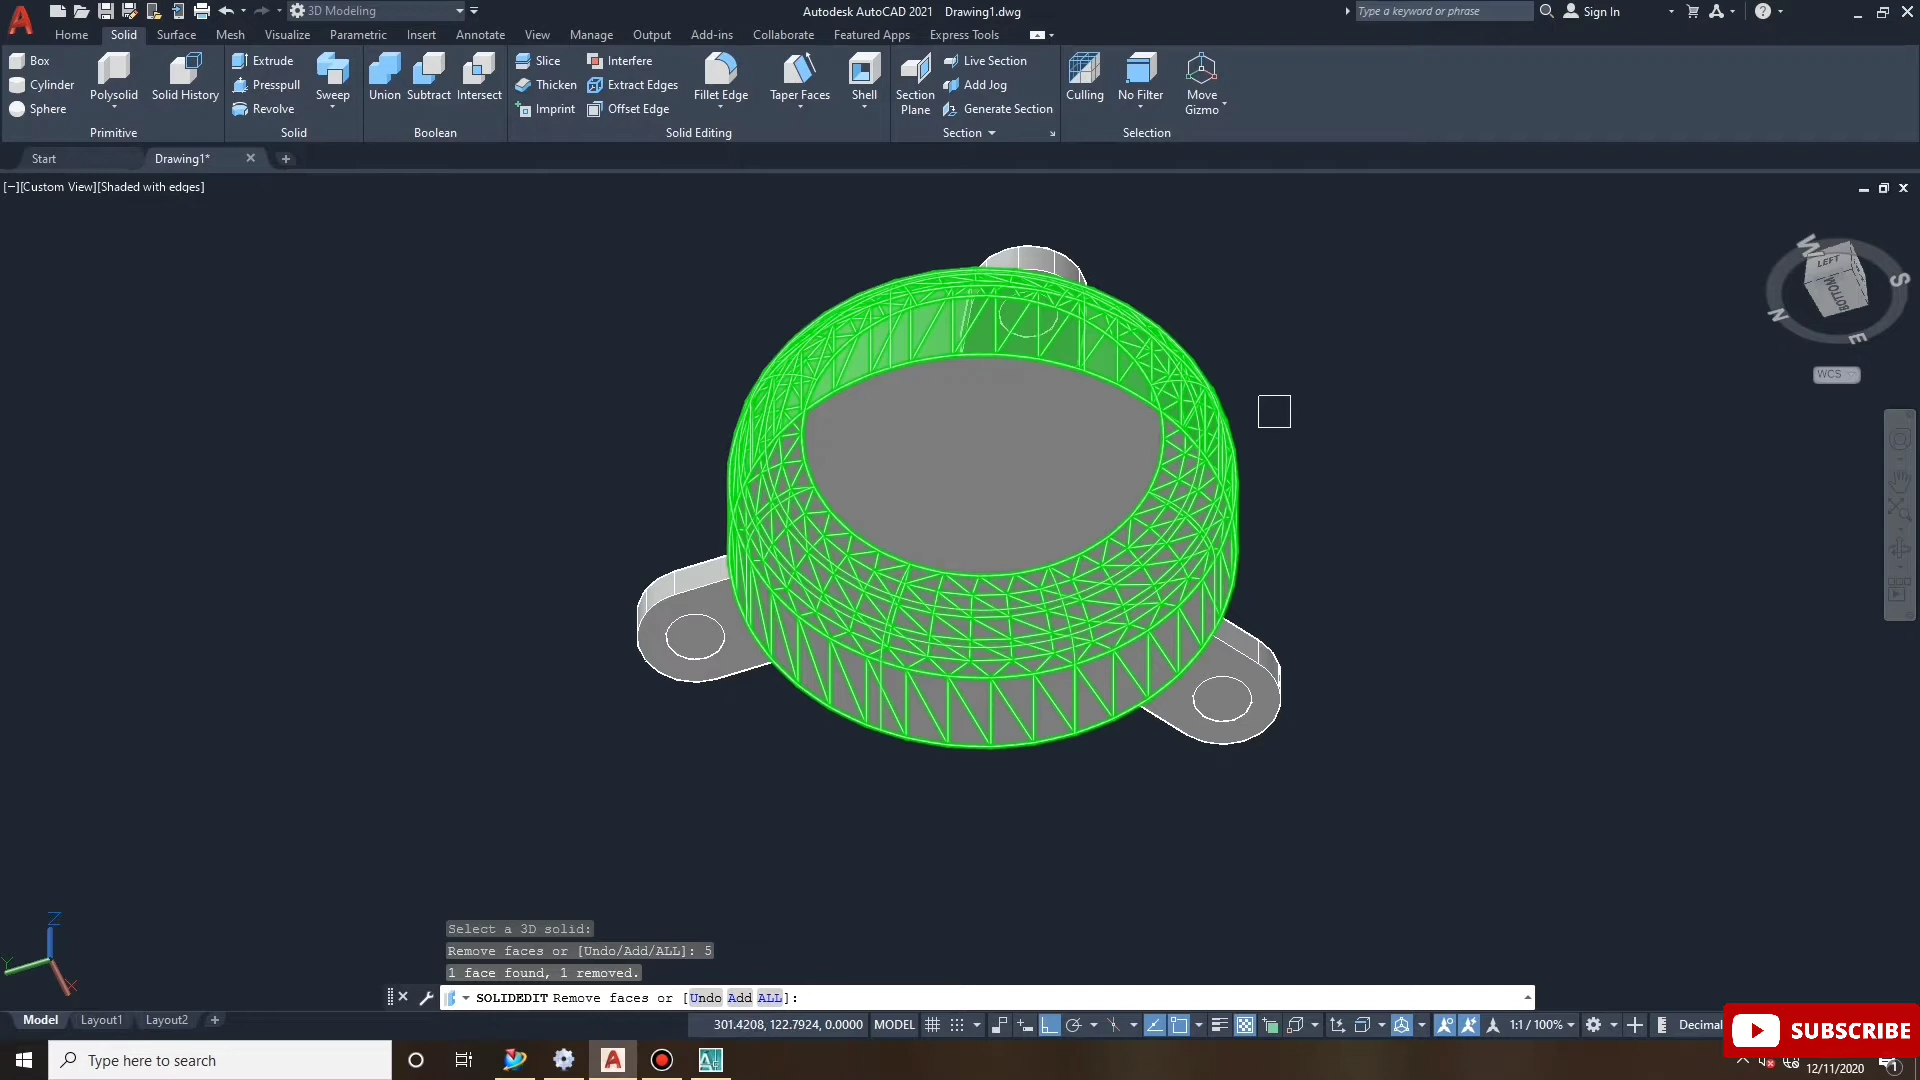 3D Modeling
Autodesk AutoCAD 2021 Drawing1.dwg
Type a keyword or phrase
Sign In
Home Solid Surface Mesh Visualize Parametric Insert Annotate View Manage Output Add-ins Collaborate Featured Apps Express Tools
Box
Cylinder
Sphere
Polysolid
Solid History
Primitive
Extrude
Presspull
Revolve
Sweep
Solid
Union
Subtract
Intersect
Boolean
Slice
Thicken
Imprint
Interfere
Extract Edges
Offset Edge
Fillet Edge
Taper Faces
Shell
Solid Editing
Section
Plane
Live Section
Add Jog
Generate Section
Section
Culling
No Filter
Move
Gizmo
Selection
Start
Drawing1*
[−][Custom View][Shaded with edges]
W
S
N
E
LEFT
BOTTOM
WCS
Z
Y
X
Select a 3D solid:
Remove faces or [Undo/Add/ALL]: 5
1 face found, 1 removed.
SOLIDEDIT Remove faces or [Undo Add ALL]:
Model Layout1 Layout2
301.4208, 122.7924, 0.0000 MODEL
1:1 / 100%
Decimal
SUBSCRIBE
Type here to search
12/11/2020
1